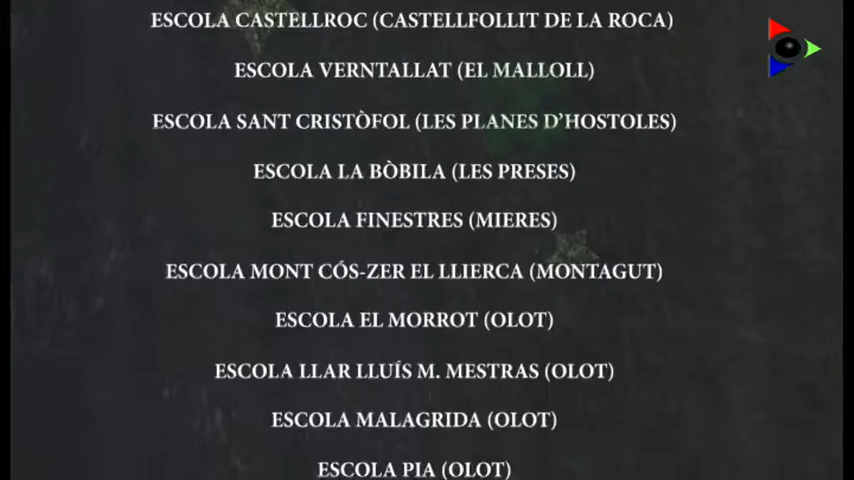 ESCOLA CASTELLROC (CASTELLFOLLIT DE LA ROCA)
ESCOLA VERNTALLAT (EL MALLOLL)
ESCOLA SANT CRISTÒFOL (LES PLANES D'HOSTOLES)
ESCOLA LA BÒBILA (LES PRESES)
ESCOLA FINESTRES (MIERES)
ESCOLA MONT CÓS-ZER EL LLIERCA (MONTAGUT)
ESCOLA EL MORROT (OLOT)
ESCOLA LLAR LLUÍS M. MESTRAS (OLOT)
ESCOLA MALAGRIDA (OLOT)
ESCOLA PIA (OLOT)